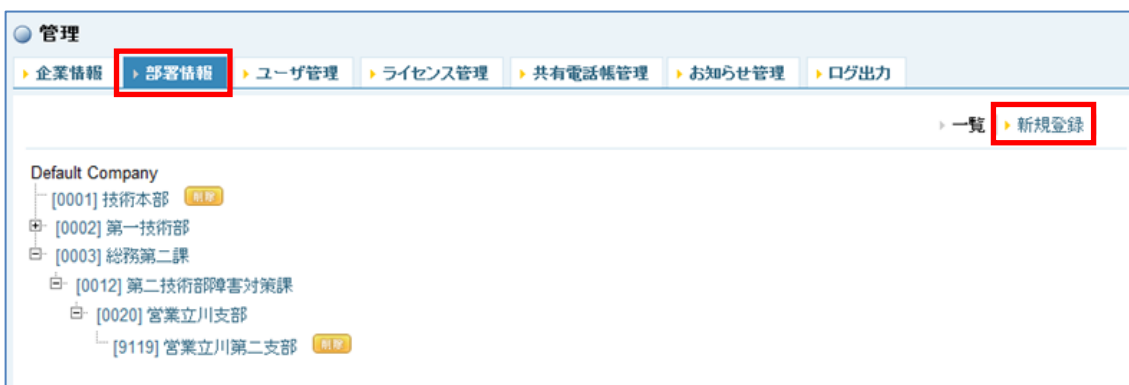 管理
企業情報 部署情報 ユーザ管理 ライセンス管理 共有電話帳管理 お知らせ管理 ログ出力
一覧 新規登録
Default Company
[0001] 技術本部 削除
[0002] 第一技術部
[0003] 総務第二課
[0012] 第二技術部障害対策課
[0020] 営業立川支部
[9119] 営業立川第二支部 削除